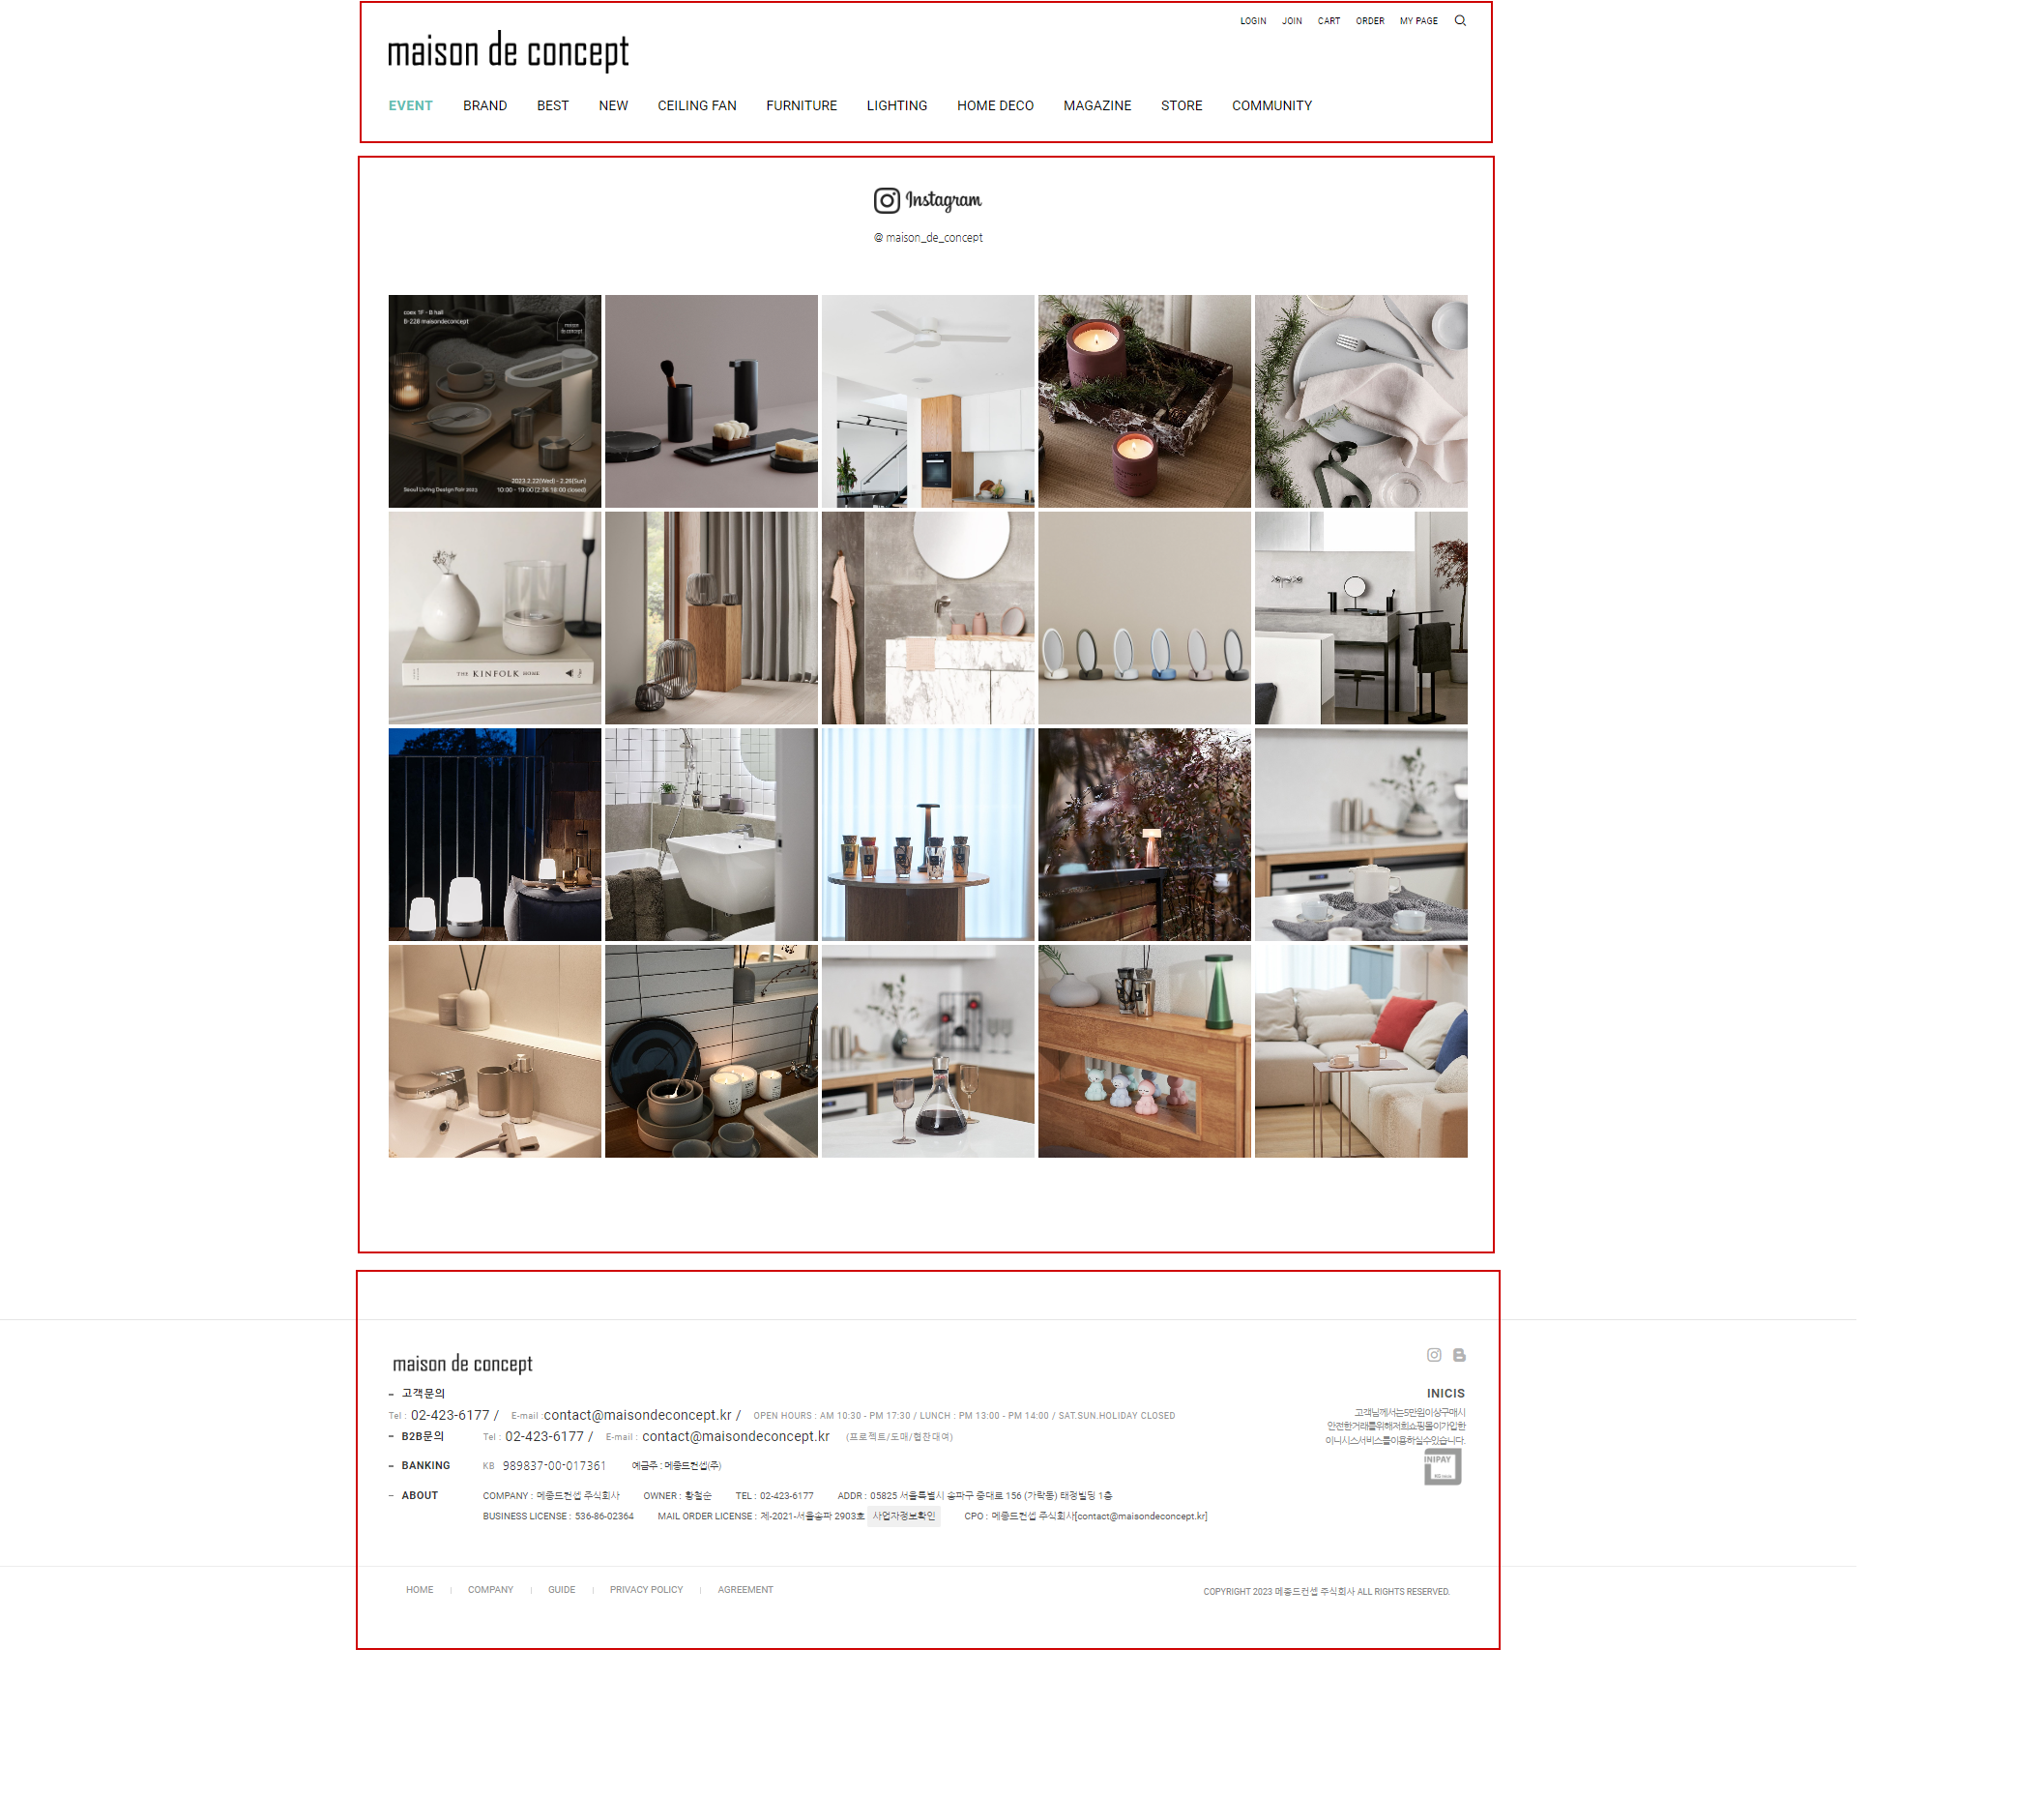 LOGIN JOIN CART ORDER MY PAGE
maison de concept
EVENT BRAND BEST NEW CEILING FAN FURNITURE LIGHTING HOME DECO MAGAZINE STORE COMMUNITY
Instagram
@ maison_de_concept
coex 1F - B hall
B-228 maisondeconcept
maison
de concept
2023.2.22(Wed) - 2.26(Sun)
Seoul Living Design Fair 2023 10:00 - 19:00 (2.26 18:00 closed)
THE KINFOLK HOME
maison de concept
– 고객문의
Tel : 02-423-6177 / E-mail :contact@maisondeconcept.kr / OPEN HOURS : AM 10:30 - PM 17:30 / LUNCH : PM 13:00 - PM 14:00 / SAT.SUN.HOLIDAY CLOSED
– B2B문의 Tel : 02-423-6177 / E-mail : contact@maisondeconcept.kr (프로젝트/도매/협찬대여)
– BANKING KB 989837-00-017361 예금주 : 메종드컨셉(주)
– ABOUT COMPANY : 메종드컨셉 주식회사 OWNER : 황철순 TEL : 02-423-6177 ADDR : 05825 서울특별시 송파구 중대로 156 (가락동) 태정빌딩 1층
BUSINESS LICENSE : 536-86-02364 MAIL ORDER LICENSE : 제-2021-서울송파 2903호 사업자정보확인 CPO : 메종드컨셉 주식회사[contact@maisondeconcept.kr]
INICIS
고객님께서는5만원이상구매시
안전한거래를위해저희쇼핑몰이가입한
이니시스서비스를이용하실수있습니다.
INIPAY
HOME | COMPANY | GUIDE | PRIVACY POLICY | AGREEMENT
COPYRIGHT 2023 메종드컨셉 주식회사 ALL RIGHTS RESERVED.